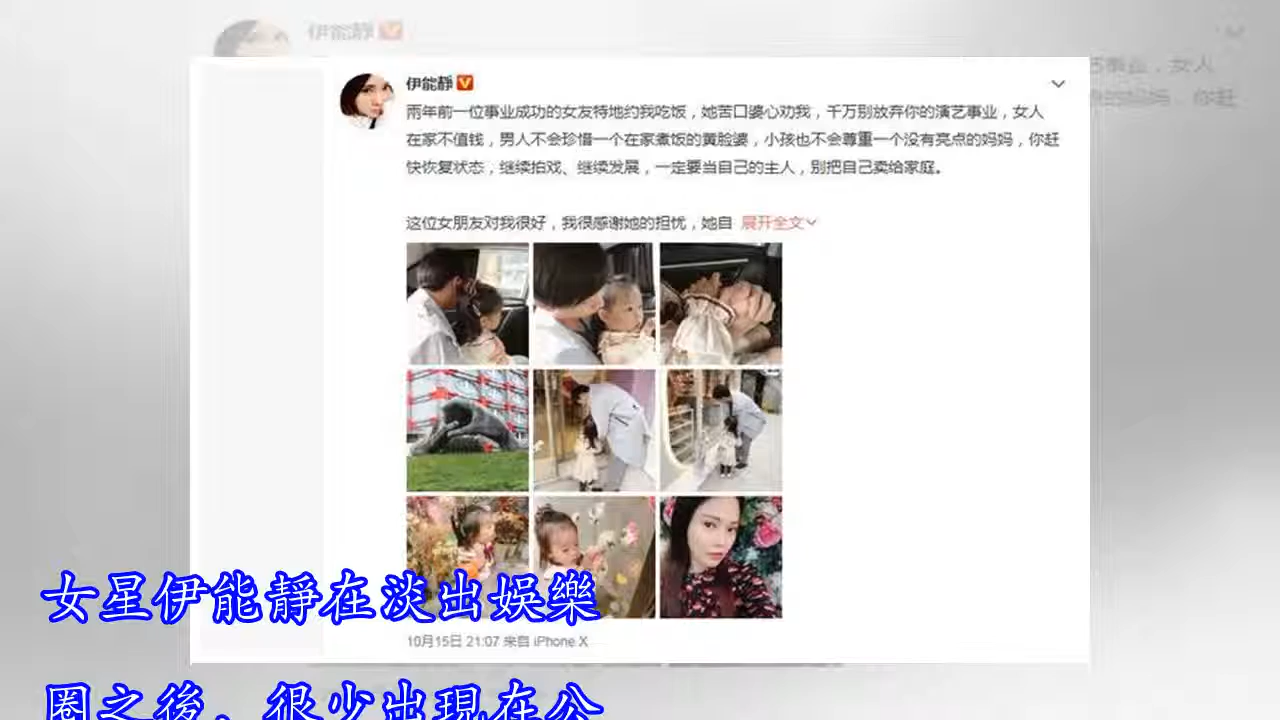 伊能靜
伊能靜
兩年前一位事业成功的女友特地约我吃饭，她苦口婆心劝我，千万别放弃你的演艺事业，女人
在家不值钱，男人不会珍惜一个在家煮饭的黄脸婆，小孩也不会尊重一个没有亮点的妈妈，你赶
快恢复状态，继续拍戏、继续发展，一定要当自己的主人，别把自己卖给家庭。
这位女朋友对我很好，我很感谢她的担忧，她自 展开全文
10月15日 21:07 来自 iPhone X
女星伊能靜在淡出娛樂
圈之後，很少出現在公